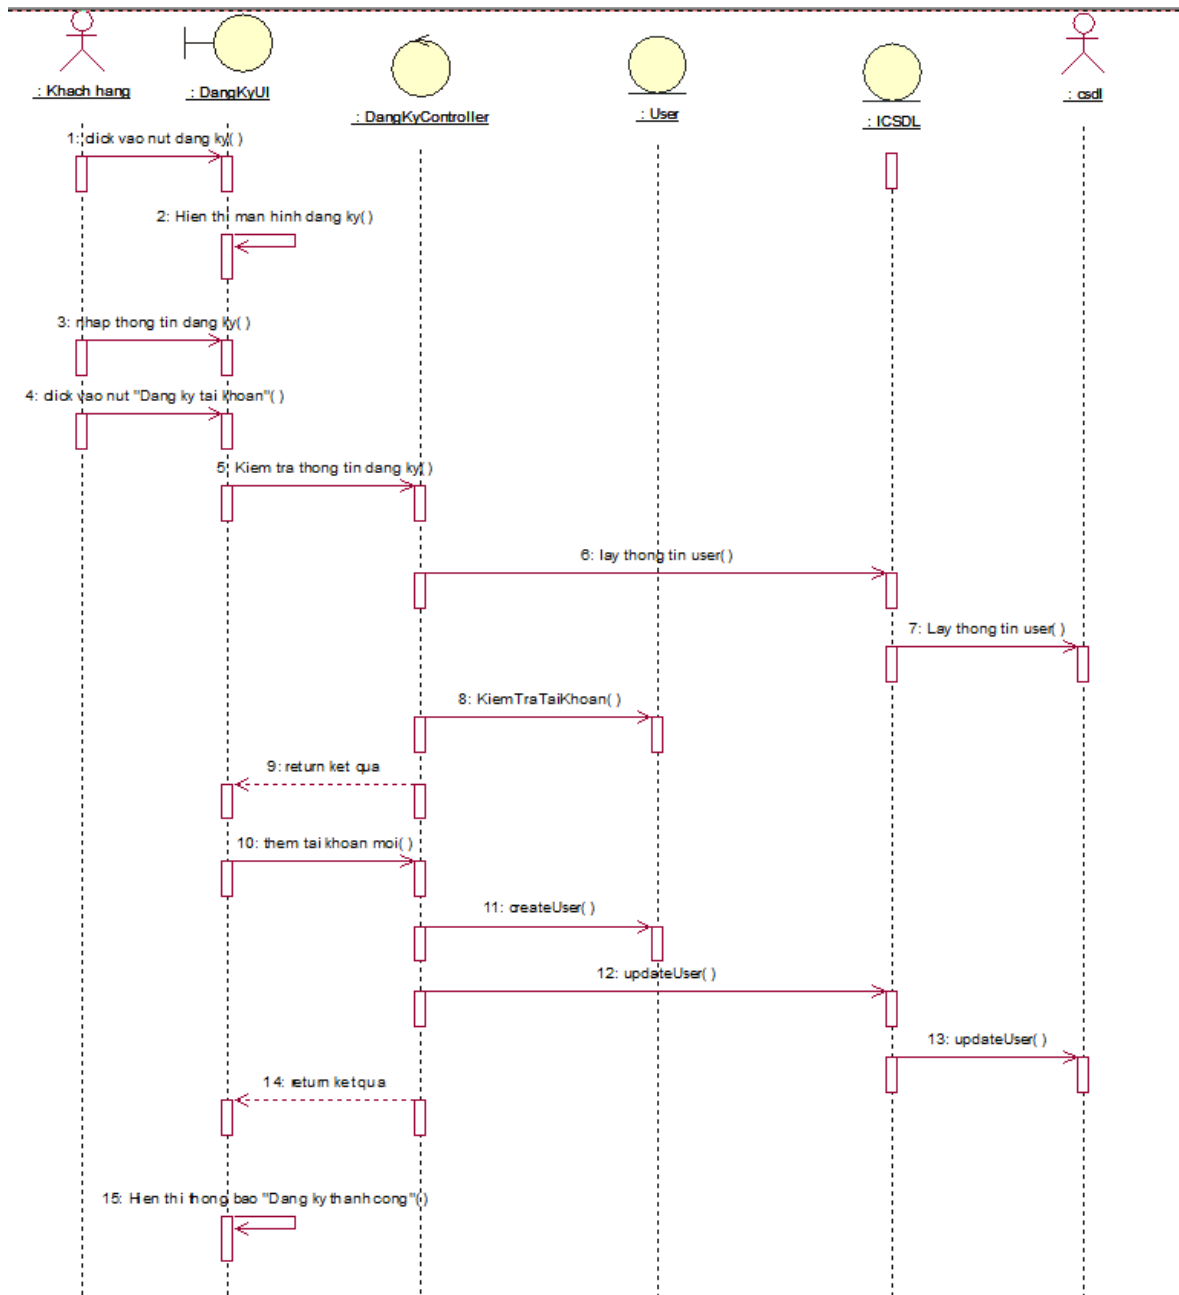 : Khach hang
: DangKyUI
: DangKyController
: User
: ICSDL
: csdl
1: click vao nut dang ky( )
2: Hien thi man hinh dang ky( )
3: nhap thong tin dang ky( )
4: click vao nut "Dang ky tai khoan"( )
5: Kiem tra thong tin dang ky( )
6: lay thong tin user( )
7: Lay thong tin user( )
8: KiemTraTaiKhoan( )
9: return ket qua
10: them tai khoan moi( )
11: createUser( )
12: updateUser( )
13: updateUser( )
14: return ket qua
15: Hien thi thong bao "Dang ky thanh cong"( )